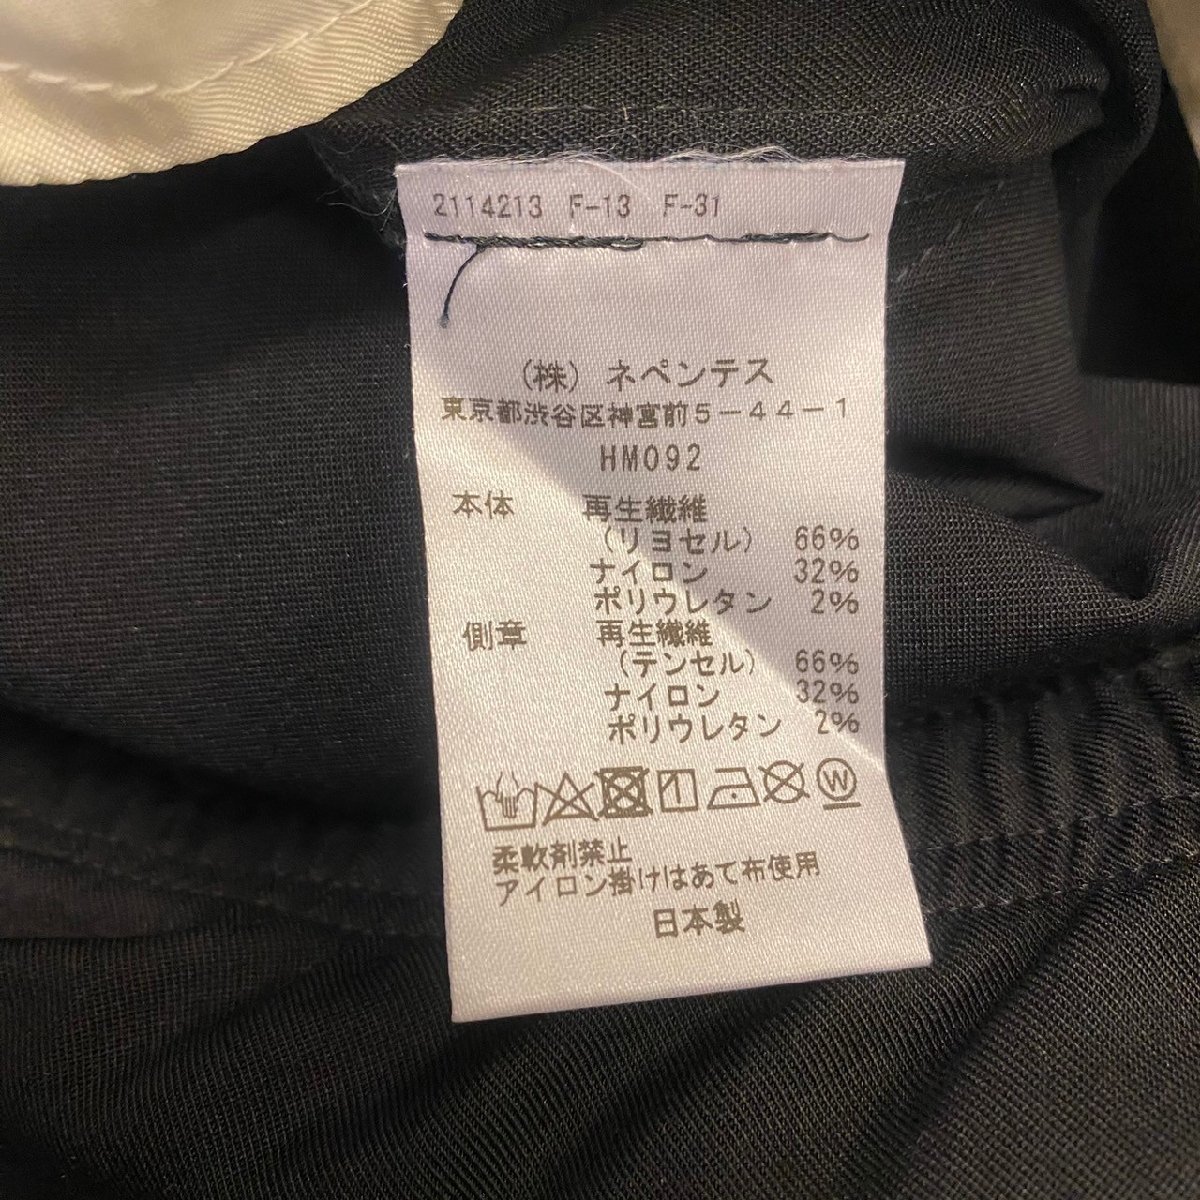 2114213 F-13 F-31
（株）ネペンテス
東京都渋谷区神宮前5-44-1
HM092
本体 再生繊維
（リヨセル） 66%
ナイロン 32%
ポリウレタン 2%
側章 再生繊維
（テンセル） 66%
ナイロン 32%
ポリウレタン 2%
W
柔軟剤禁止
アイロン掛けはあて布使用
日本製